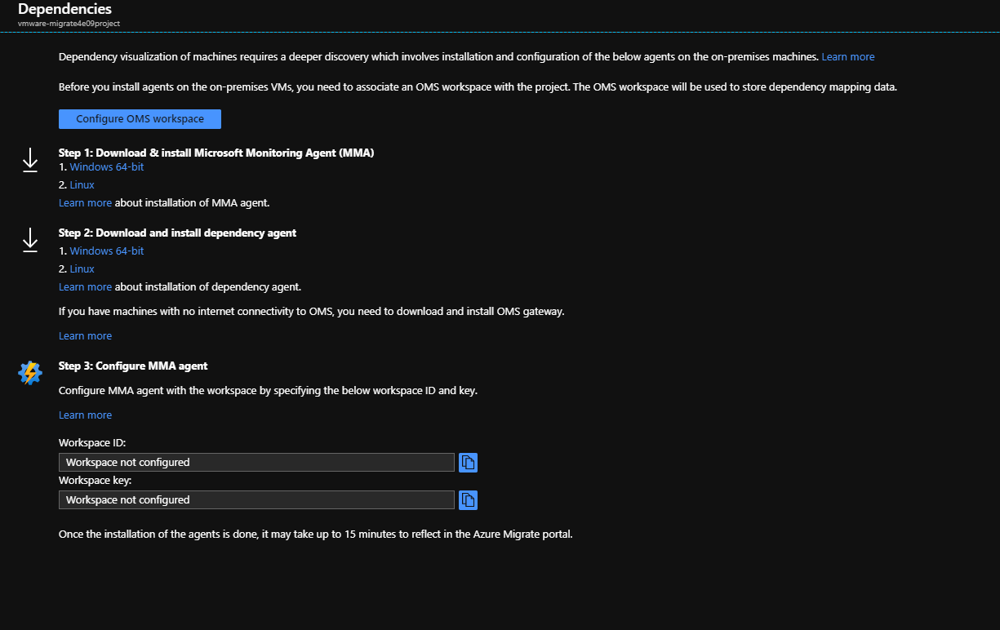 Dependencies
vmware-migrate4e09project
Dependency visualization of machines requires a deeper discovery which involves installation and configuration of the below agents on the on-premises machines. Learn more
Before you install agents on the on-premises VMs, you need to associate an OMS workspace with the project. The OMS workspace will be used to store dependency mapping data.
Configure OMS workspace
Step 1: Download & install Microsoft Monitoring Agent (MMA)
1. Windows 64-bit
2. Linux
Learn more about installation of MMA agent.
Step 2: Download and install dependency agent
1. Windows 64-bit
2. Linux
Learn more about installation of dependency agent.
If you have machines with no internet connectivity to OMS, you need to download and install OMS gateway.
Learn more
Step 3: Configure MMA agent
Configure MMA agent with the workspace by specifying the below workspace ID and key.
Learn more
Workspace ID:
Workspace not configured
Workspace key:
Workspace not configured
Once the installation of the agents is done, it may take up to 15 minutes to reflect in the Azure Migrate portal.